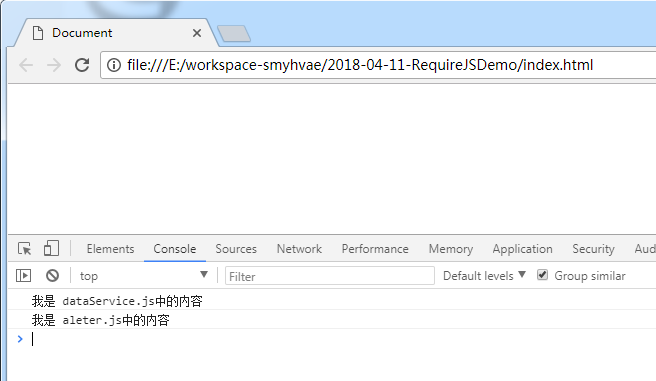 Document
file:///E:/workspace-smyhvae/2018-04-11-RequireJSDemo/index.html
Elements Console Sources Network Performance Memory Application Security Aud
top Filter Default levels Group similar
我是 dataService.js中的内容
我是 aleter.js中的内容